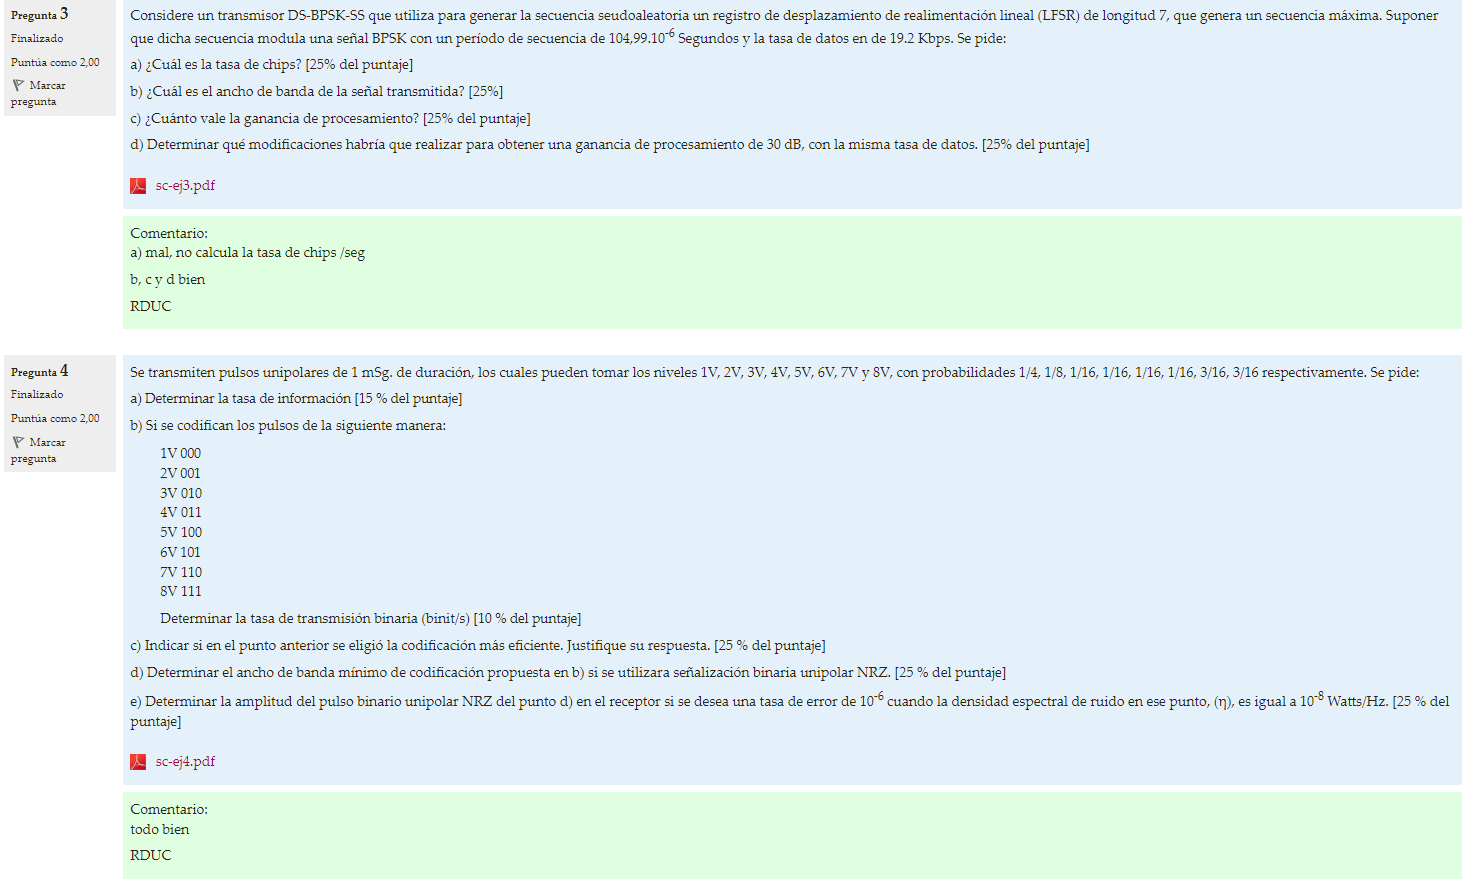 Pregunta 3
Finalizado
Puntúa como 2,00
Marcar
pregunta
Considere un transmisor DS-BPSK-SS que utiliza para generar la secuencia seudoaleatoria un registro de desplazamiento de realimentación lineal (LFSR) de longitud 7, que genera un secuencia máxima. Suponer
que dicha secuencia modula una señal BPSK con un período de secuencia de 104,99.10-6 Segundos y la tasa de datos en de 19.2 Kbps. Se pide:
a) ¿Cuál es la tasa de chips? [25% del puntaje]
b) ¿Cuál es el ancho de banda de la señal transmitida? [25%]
c) ¿Cuánto vale la ganancia de procesamiento? [25% del puntaje]
d) Determinar qué modificaciones habría que realizar para obtener una ganancia de procesamiento de 30 dB, con la misma tasa de datos. [25% del puntaje]
sc-ej3.pdf
Comentario:
a) mal, no calcula la tasa de chips /seg
b, c y d bien
RDUC
Pregunta 4
Finalizado
Puntúa como 2,00
Marcar
pregunta
Se transmiten pulsos unipolares de 1 mSg. de duración, los cuales pueden tomar los niveles 1V, 2V, 3V, 4V, 5V, 6V, 7V y 8V, con probabilidades 1/4, 1/8, 1/16, 1/16, 1/16, 1/16, 3/16, 3/16 respectivamente. Se pide:
a) Determinar la tasa de información [15 % del puntaje]
b) Si se codifican los pulsos de la siguiente manera:
1V 000
2V 001
3V 010
4V 011
5V 100
6V 101
7V 110
8V 111
Determinar la tasa de transmisión binaria (binit/s) [10 % del puntaje]
c) Indicar si en el punto anterior se eligió la codificación más eficiente. Justifique su respuesta. [25 % del puntaje]
d) Determinar el ancho de banda mínimo de codificación propuesta en b) si se utilizara señalización binaria unipolar NRZ. [25 % del puntaje]
e) Determinar la amplitud del pulso binario unipolar NRZ del punto d) en el receptor si se desea una tasa de error de 10-6 cuando la densidad espectral de ruido en ese punto, (η), es igual a 10-8 Watts/Hz. [25 % del
puntaje]
sc-ej4.pdf
Comentario:
todo bien
RDUC